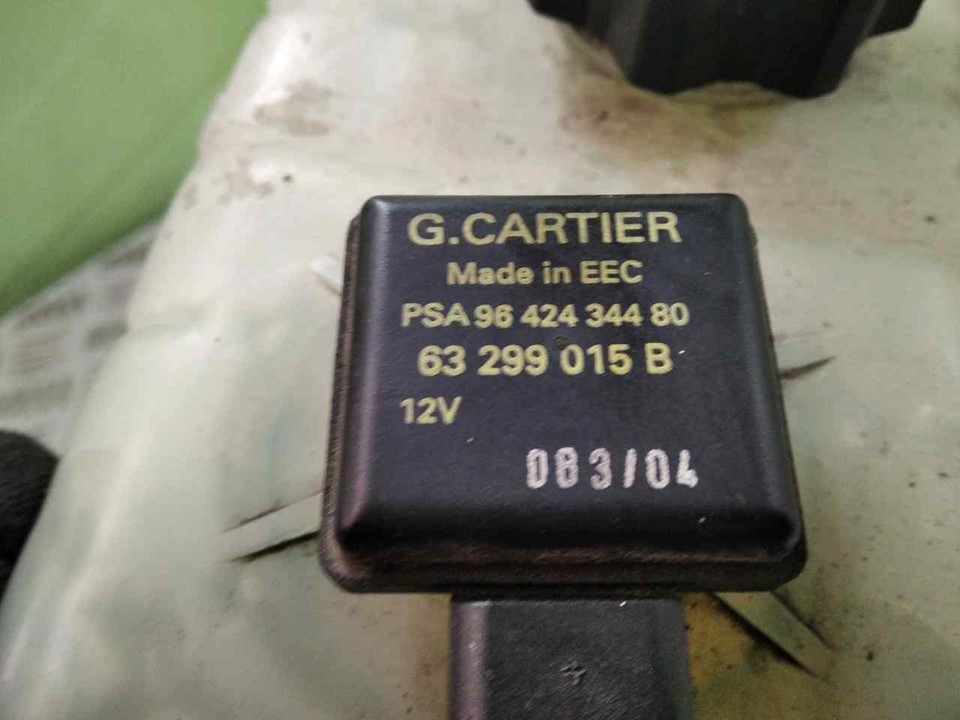 G.CARTIER
Made in EEC
PSA 96 424 344 80
63 299 015 B
12V
083/04